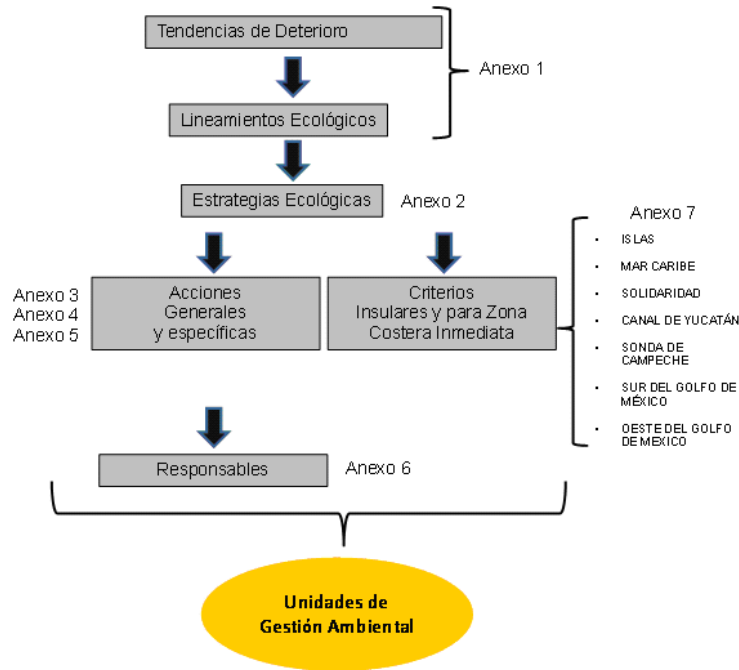 Tendencias de Deterioro
Anexo 1
Lineamientos Ecológicos
Estrategias Ecológicas
Anexo 2
Anexo 3
Anexo 4
Anexo 5
Acciones
Generales
y específicas
Criterios
Insulares y para Zona
Costera Inmediata
Anexo 7
• ISLAS
• MAR CARIBE
• SOLIDARIDAD
• CANAL DE YUCATÁN
• SONDA DE
CAMPECHE
• SUR DEL GOLFO DE
MÉXICO
• OESTE DEL GOLFO
DE MEXICO
Responsables
Anexo 6
Unidades de
Gestión Ambiental